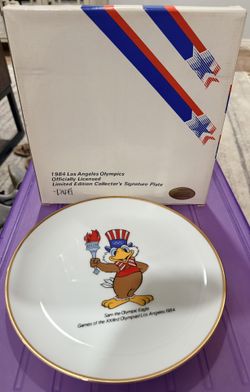 1984 Los Angeles Olympics
Officially Licensed
Limited Edition Collector's Signature Plate
Sam the Olympic Eagle
Games of the XXIIIrd Olympiad Los Angeles 1984